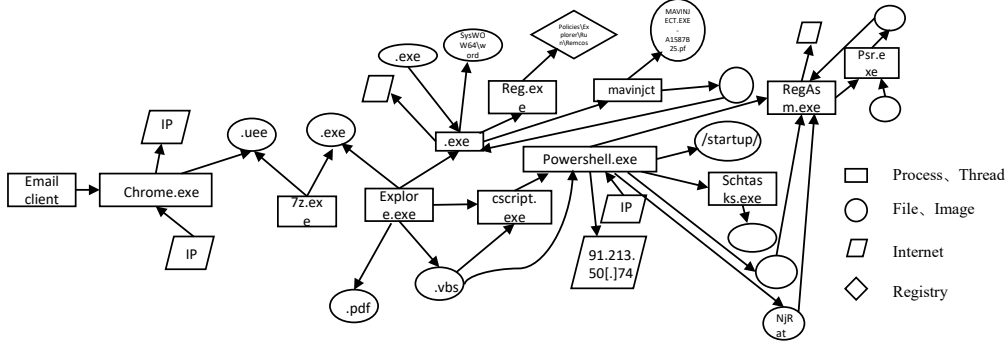 MAVINJ
ECT.EXE
-
A1587B
25.pf
Policies\Ex
plorer\Ru
n\Remcos
SysWO
W64\w
ord
.exe
Psr.e
xe
Reg.ex
e
mavinjct
RegAs
m.exe
IP
.uee
.exe
.exe
/startup/
Powershell.exe
Email
client
Chrome.exe
7z.ex
e
Explor
e.exe
cscript.
exe
IP
Schtas
ks.exe
IP
91.213.
50[.]74
.vbs
.pdf
NjR
at
Process、Thread
File、Image
Internet
Registry